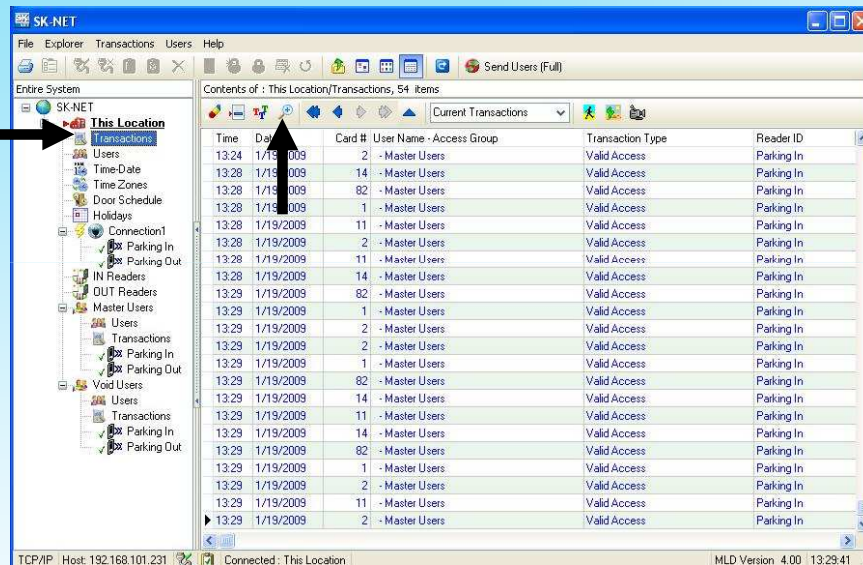 SK-NET
File Explorer Transactions Users Help
Send Users (Full)
Entire System
Contents of : This Location/Transactions, 54 items
SK-NET
This Location
Transactions
Users
Time-Date
Time Zones
Door Schedule
Holidays
Connection1
Parking In
Parking Out
IN Readers
OUT Readers
Master Users
Users
Transactions
Parking In
Parking Out
Void Users
Users
Transactions
Parking In
Parking Out
Current Transactions
Time Card # User Name - Access Group Transaction Type Reader ID
13:24 2 - Master Users Valid Access Parking In
13:28 14 - Master Users Valid Access Parking In
13:28 82 - Master Users Valid Access Parking In
13:28 1 - Master Users Valid Access Parking In
13:28 1/19/2009 11 - Master Users Valid Access Parking In
13:28 1/19/2009 2 - Master Users Valid Access Parking In
13:28 1/19/2009 11 - Master Users Valid Access Parking In
13:28 1/19/2009 14 - Master Users Valid Access Parking In
13:29 1/19/2009 82 - Master Users Valid Access Parking In
13:29 1/19/2009 1 - Master Users Valid Access Parking In
13:29 1/19/2009 2 - Master Users Valid Access Parking In
13:29 1/19/2009 2 - Master Users Valid Access Parking In
13:29 1/19/2009 1 - Master Users Valid Access Parking In
13:29 1/19/2009 82 - Master Users Valid Access Parking In
13:29 1/19/2009 14 - Master Users Valid Access Parking In
13:29 1/19/2009 11 - Master Users Valid Access Parking In
13:29 1/19/2009 14 - Master Users Valid Access Parking In
13:29 1/19/2009 82 - Master Users Valid Access Parking In
13:29 1/19/2009 1 - Master Users Valid Access Parking In
13:29 1/19/2009 2 - Master Users Valid Access Parking In
13:29 1/19/2009 11 - Master Users Valid Access Parking In
13:29 1/19/2009 2 - Master Users Valid Access Parking In
TCP/IP Host: 192.168.101.231 Connected : This Location MLD Version 4.00 13:29:41